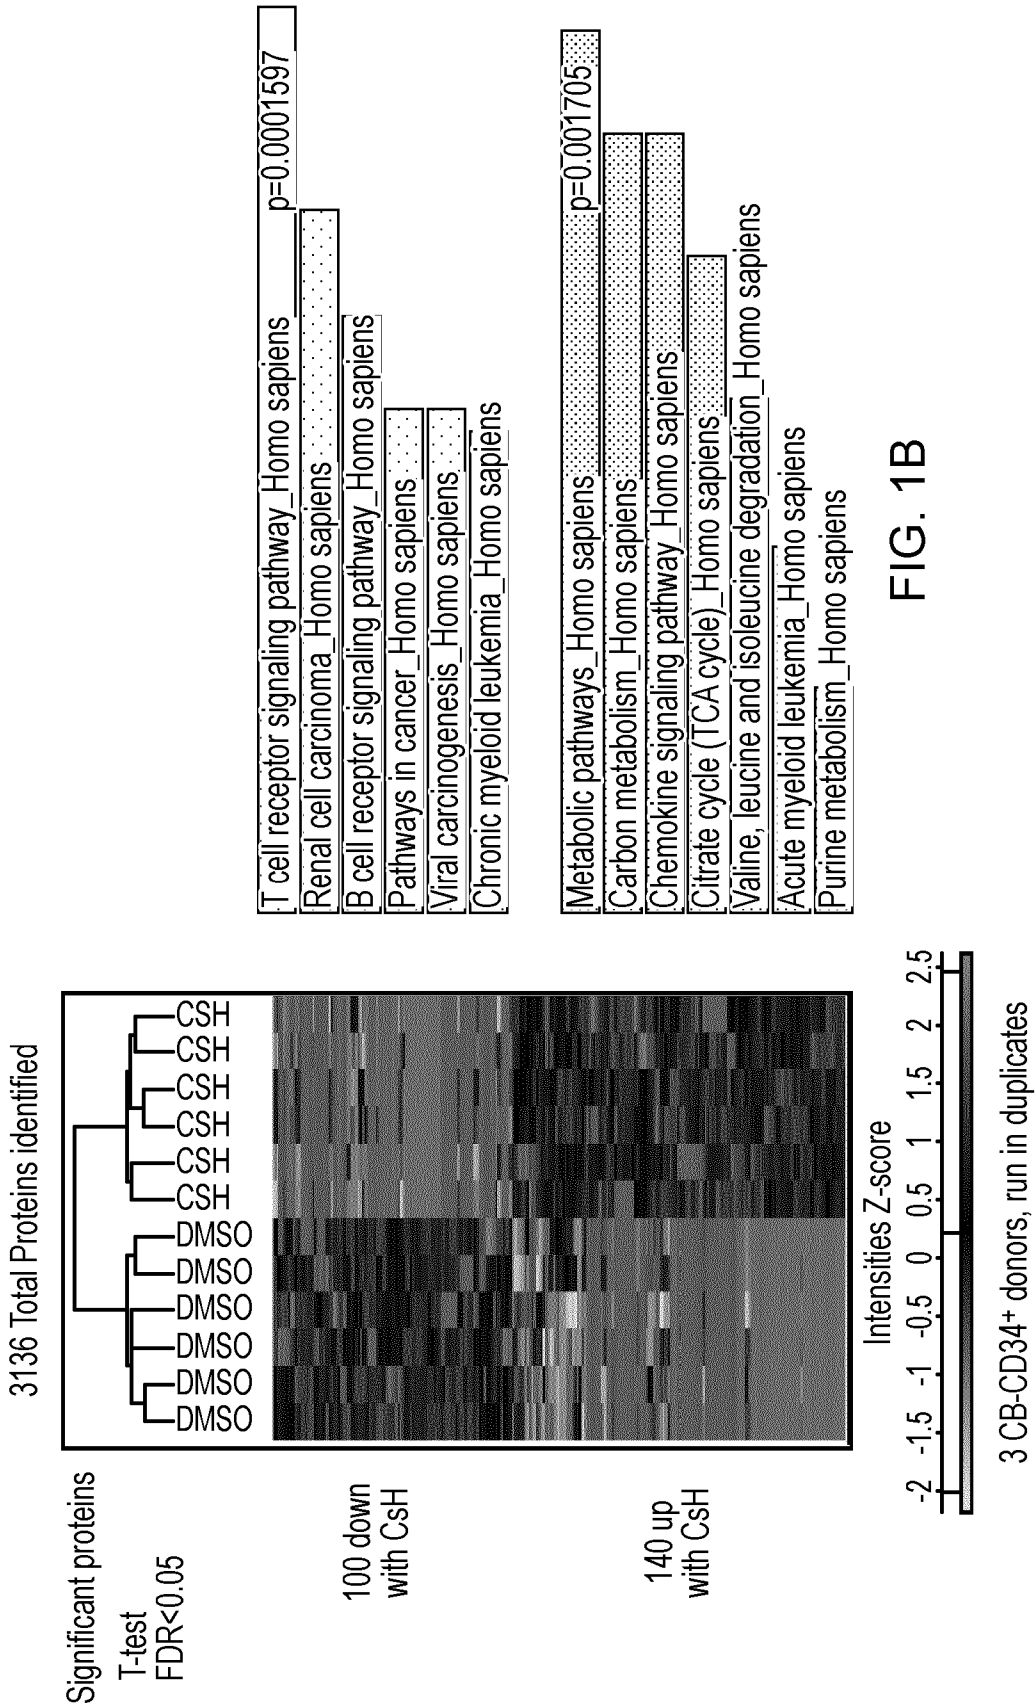 3136 Total Proteins identified
Significant proteins
T-test
FDR<0.05
DMSO
DMSO
DMSO
DMSO
DMSO
DMSO
CSH
CSH
CSH
CSH
CSH
CSH
100 down
with CsH
140 up
with CsH
Intensities Z-score
-2 -1.5 -1 -0.5 0 0.5 1 1.5 2 2.5
3 CB-CD34+ donors, run in duplicates
T cell receptor signaling pathway_Homo sapiens p=0.0001597
Renal cell carcinoma_Homo sapiens
B cell receptor signaling pathway_Homo sapiens
Pathways in cancer_Homo sapiens
Viral carcinogenesis_Homo sapiens
Chronic myeloid leukemia_Homo sapiens
Metabolic pathways_Homo sapiens p=0.001705
Carbon metabolism_Homo sapiens
Chemokine signaling pathway_Homo sapiens
Citrate cycle (TCA cycle)_Homo sapiens
Valine, leucine and isoleucine degradation_Homo sapiens
Acute myeloid leukemia_Homo sapiens
Purine metabolism_Homo sapiens
FIG. 1B